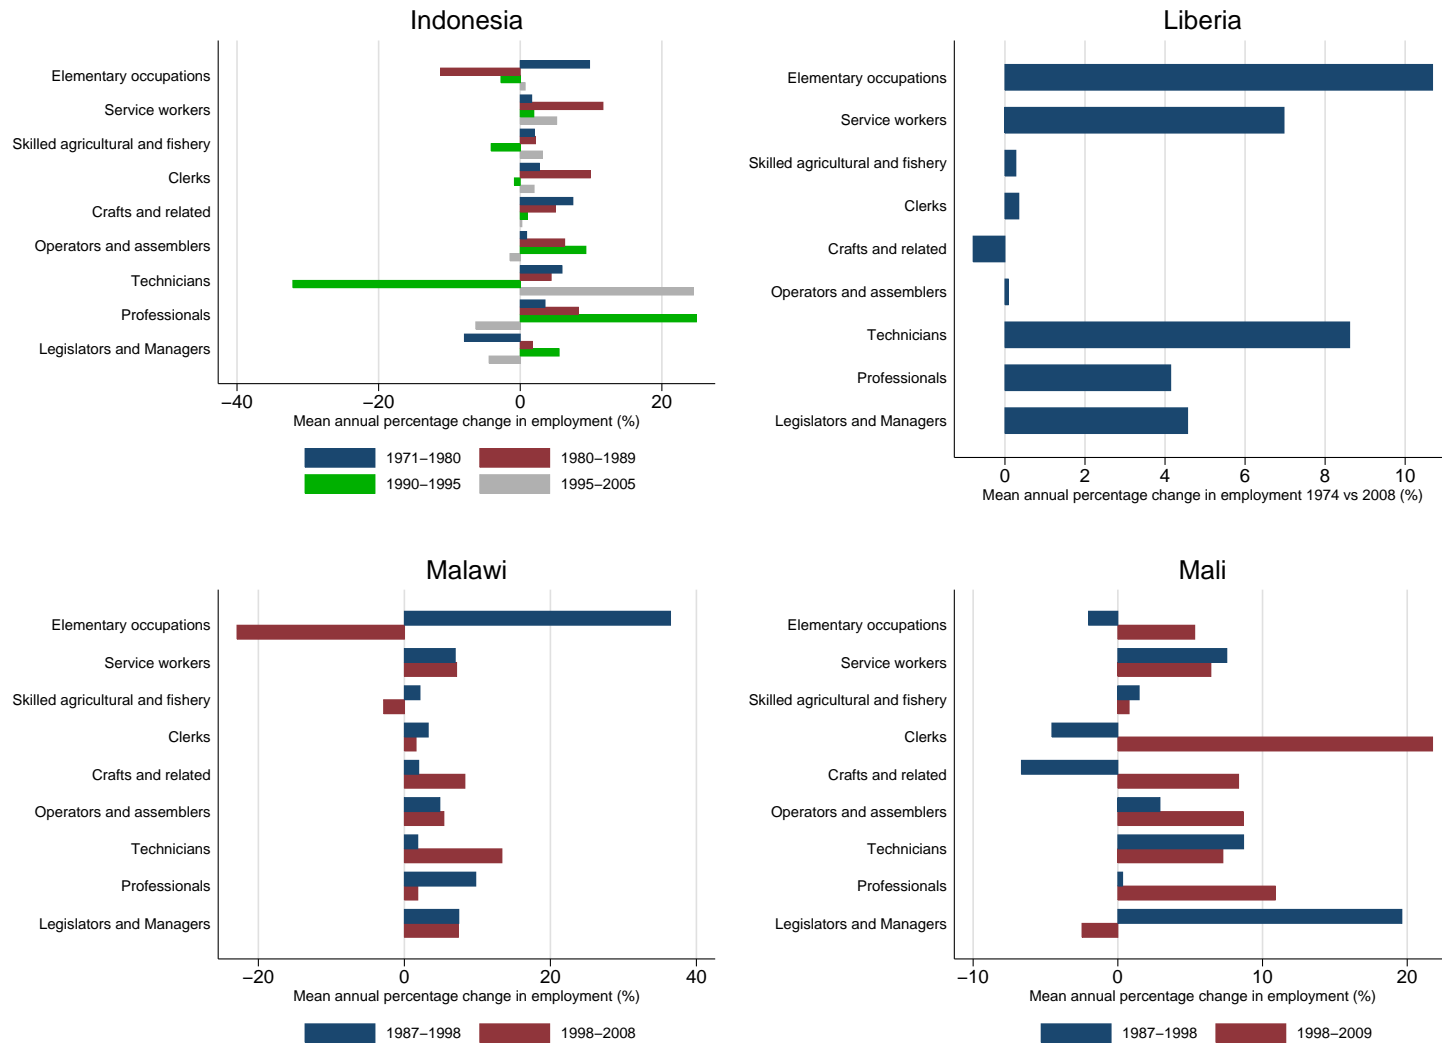 Indonesia
Elementary occupations
Service workers
Skilled agricultural and fishery
Clerks
Crafts and related
Operators and assemblers
Technicians
Professionals
Legislators and Managers
−40 −20 0 20
Mean annual percentage change in employment (%)
1971−1980 1980−1989
1990−1995 1995−2005
Liberia
Elementary occupations
Service workers
Skilled agricultural and fishery
Clerks
Crafts and related
Operators and assemblers
Technicians
Professionals
Legislators and Managers
0 2 4 6 8 10
Mean annual percentage change in employment 1974 vs 2008 (%)
Malawi
Elementary occupations
Service workers
Skilled agricultural and fishery
Clerks
Crafts and related
Operators and assemblers
Technicians
Professionals
Legislators and Managers
−20 0 20 40
Mean annual percentage change in employment (%)
1987−1998 1998−2008
Mali
Elementary occupations
Service workers
Skilled agricultural and fishery
Clerks
Crafts and related
Operators and assemblers
Technicians
Professionals
Legislators and Managers
−10 0 10 20
Mean annual percentage change in employment (%)
1987−1998 1998−2009